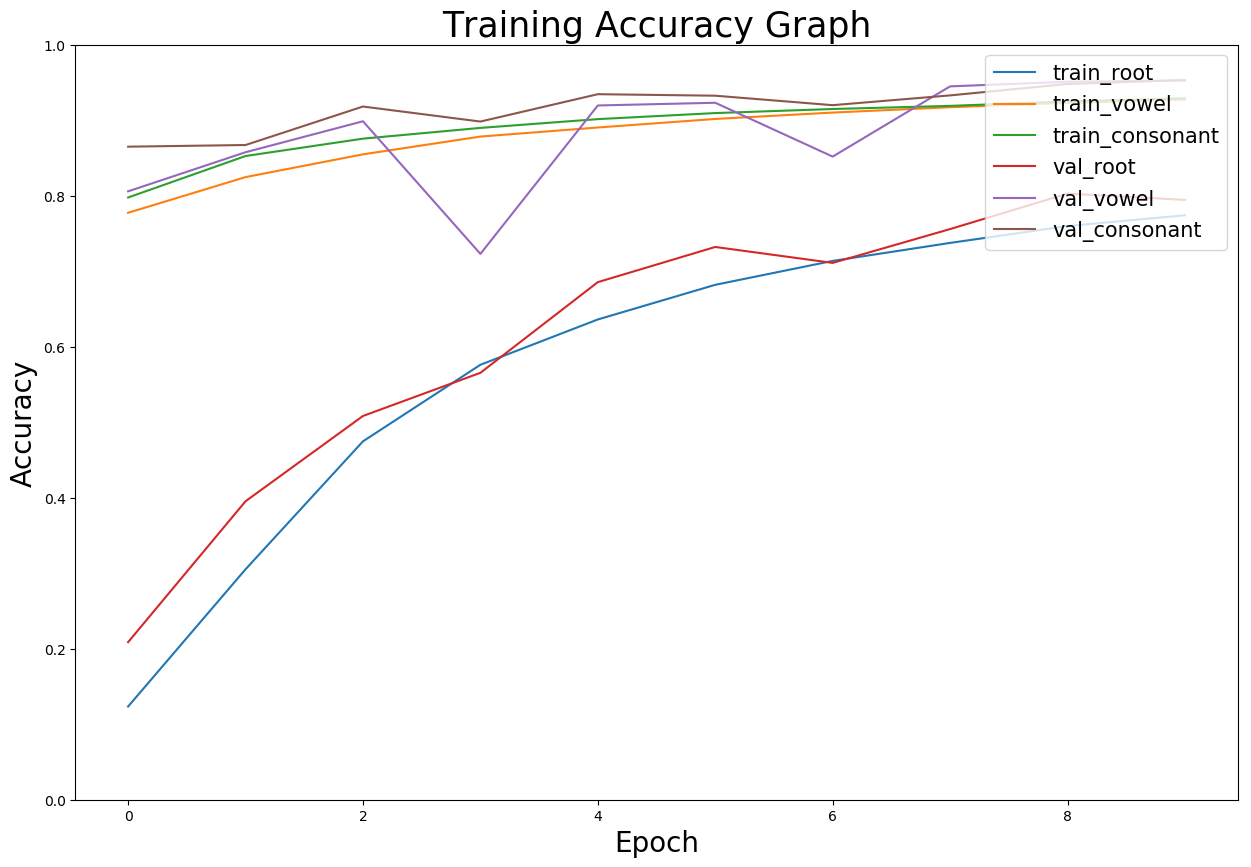 Training Accuracy Graph
1.0
0.8
0.6
0.4
0.2
0.0
Accuracy
train_root
train_vowel
train_consonant
val_root
val_vowel
val_consonant
0 2 4 6 8
Epoch